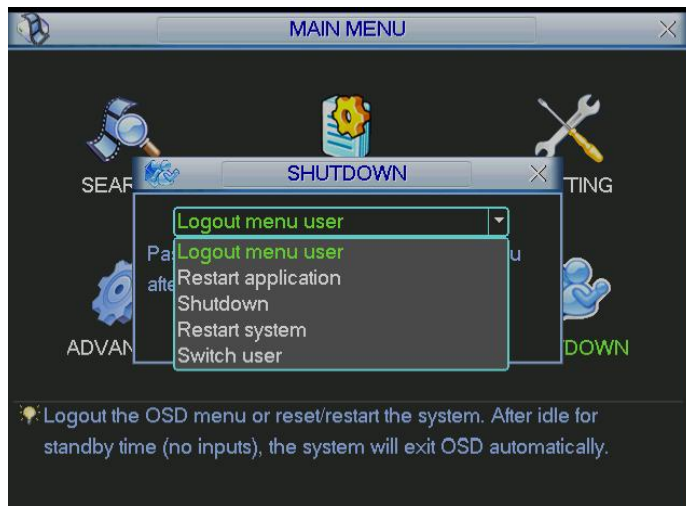 MAIN MENU
SEAR
TING
SHUTDOWN
Logout menu user
Pa
u
afte
Logout menu user
Restart application
Shutdown
Restart system
Switch user
ADVAN
DOWN
Logout the OSD menu or reset/restart the system. After idle for
standby time (no inputs), the system will exit OSD automatically.